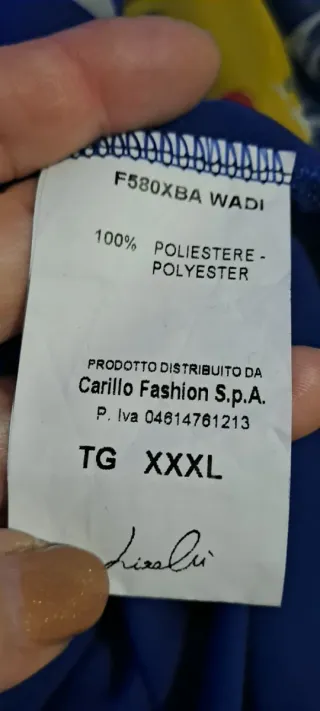 F580XBA WADI
100% POLIESTERE -
POLYESTER
PRODOTTO DISTRIBUITO DA
Carillo Fashion S.p.A.
P. Iva 04614761213
TG XXXL